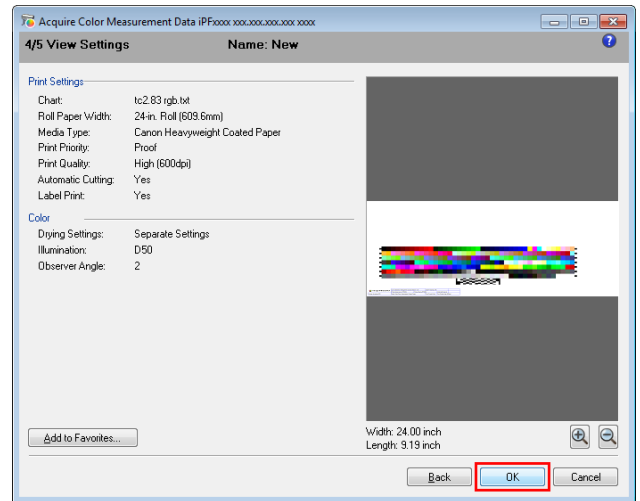 Acquire Color Measurement Data iPFxxxx xxx.xxx.xxx.xxx xxxx
4/5 View Settings Name: New
Print Settings
Chart: tc2.83 rgb.txt
Roll Paper Width: 24-in. Roll (609.6mm)
Media Type: Canon Heavyweight Coated Paper
Print Priority: Proof
Print Quality: High (600dpi)
Automatic Cutting: Yes
Label Print: Yes
Color
Drying Settings: Separate Settings
Illumination: D50
Observer Angle: 2
Add to Favorites...
Width: 24.00 inch
Length: 9.19 inch
Back OK Cancel